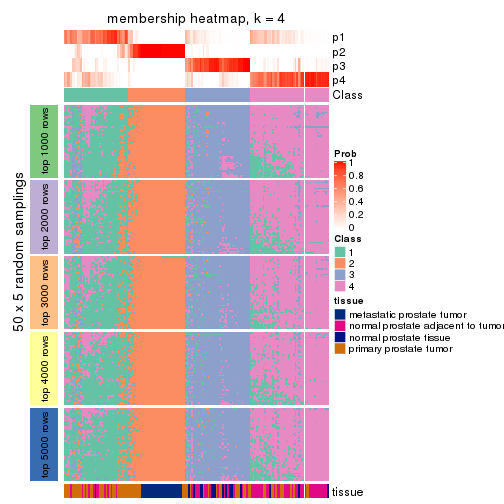 membership heatmap, k = 4
p1
p2
p3
p4
Class
50 x 5 random samplings
top 1000 rows
top 2000 rows
top 3000 rows
top 4000 rows
top 5000 rows
Prob
1
0.8
0.6
0.4
0.2
0
Class
1
2
3
4
tissue
metastatic prostate tumor
normal prostate adjacent to tumor
normal prostate tissue
primary prostate tumor
tissue